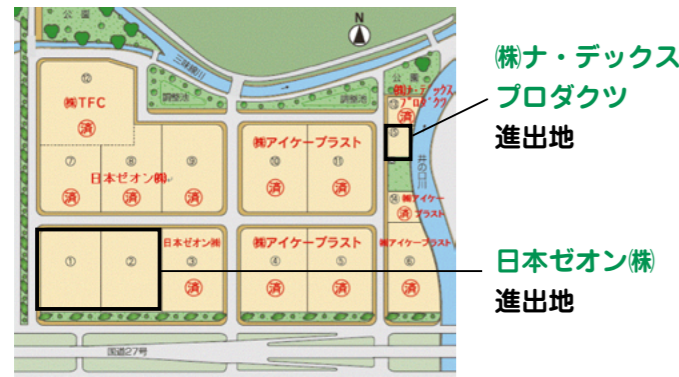 公園
N
三味線川
→
㈱ナ・デックス
プロダクツ
進出地
⑫
㈱TFC
済
調整池
調整池
公園
㈱ナ・デックス
プロダクツ
⑬
済
⑮
⑦
⑧
⑨
日本ゼオン㈱
済
済
済
㈱アイケープラスト
⑩
⑪
済
済
井の口川
⑭
㈱アイケー
済
プラスト
①
②
日本ゼオン㈱
③
済
㈱アイケープラスト
④
⑤
済
済
㈱アイケープラスト
⑥
済
日本ゼオン㈱
進出地
国道27号